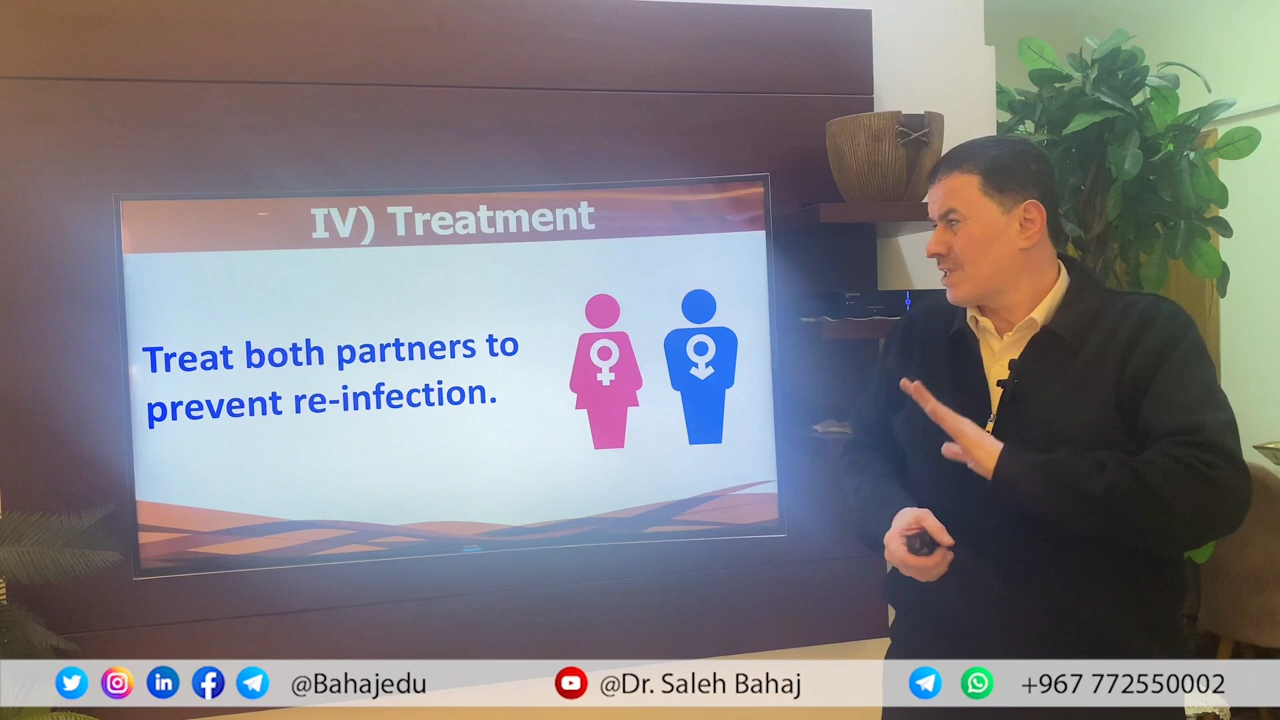 IV) Treatment
Treat both partners to
prevent re-infection.
@Bahajedu
@Dr. Saleh Bahaj
+967 772550002